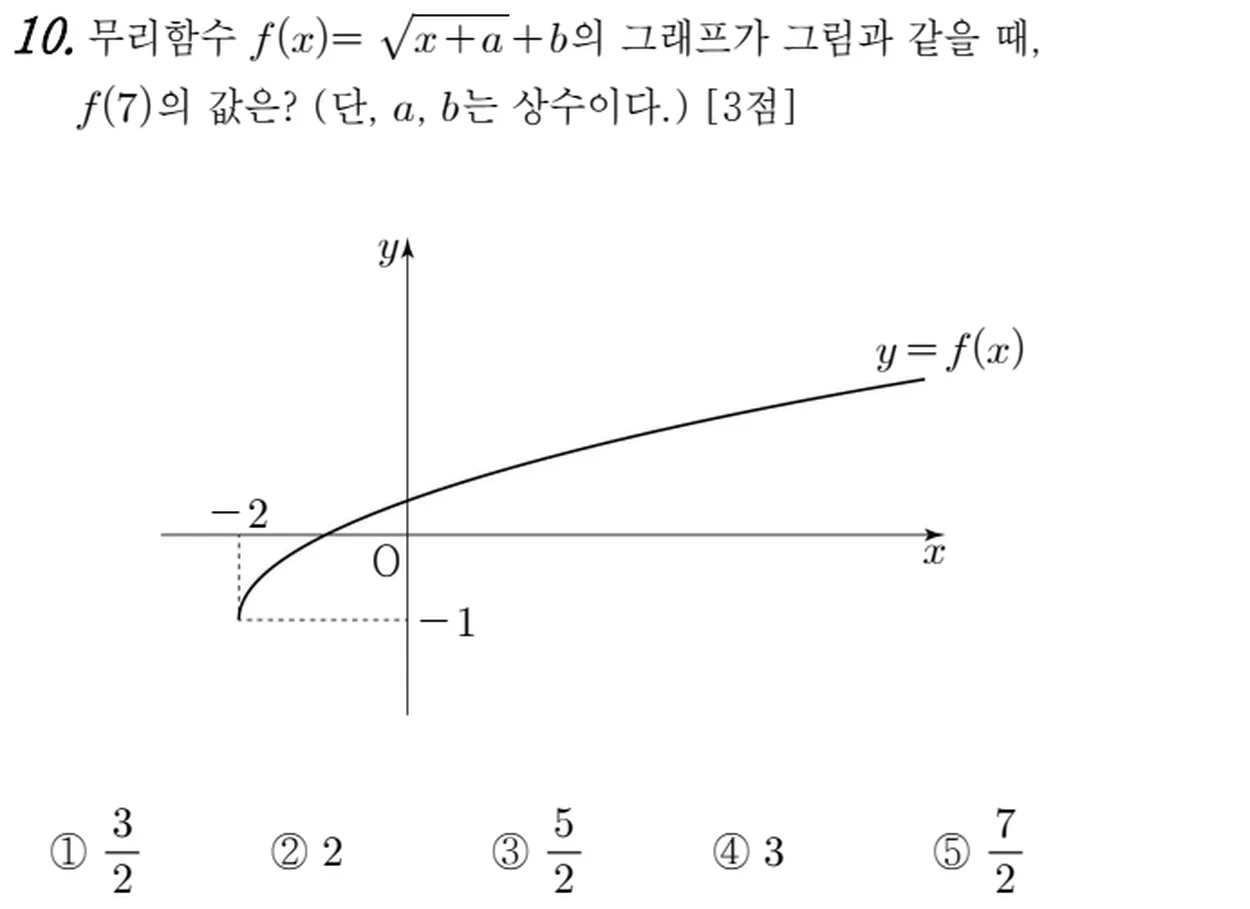 10. 무리함수 f(x)= √(x+a)+b의 그래프가 그림과 같을 때,
f(7)의 값은? (단, a, b는 상수이다.) [3점]
y
y=f(x)
-2
O
x
-1
① 3/2 ② 2 ③ 5/2 ④ 3 ⑤ 7/2